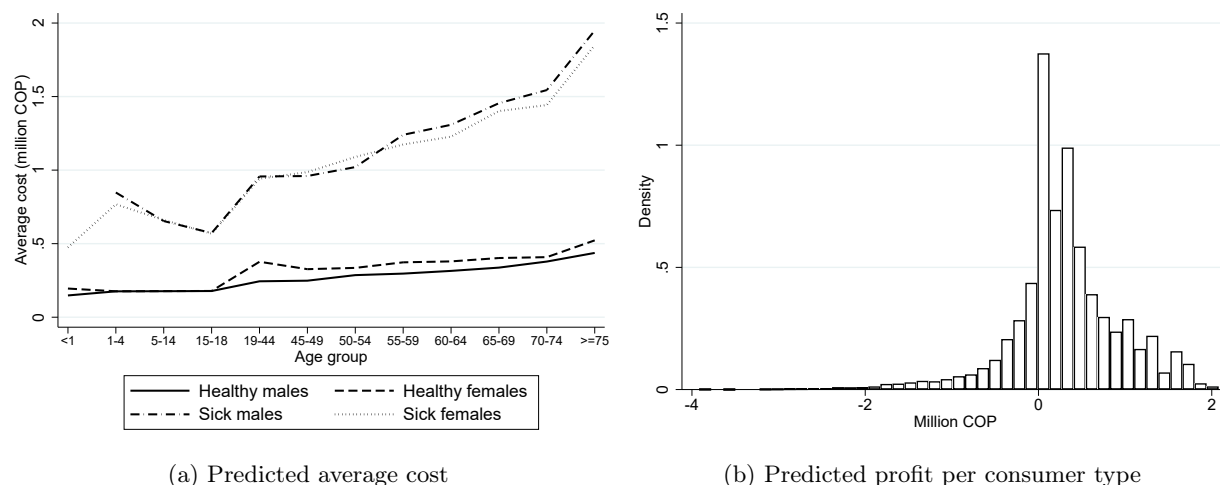 2
1.5
1
.5
0
Average cost (million COP)
<1 1-4 5-14 15-18 19-44 45-49 50-54 55-59 60-64 65-69 70-74 >=75
Age group
Healthy males Healthy females
Sick males Sick females
(a) Predicted average cost
1.5
1
.5
0
Density
-4 -2 0 2
Million COP
(b) Predicted profit per consumer type